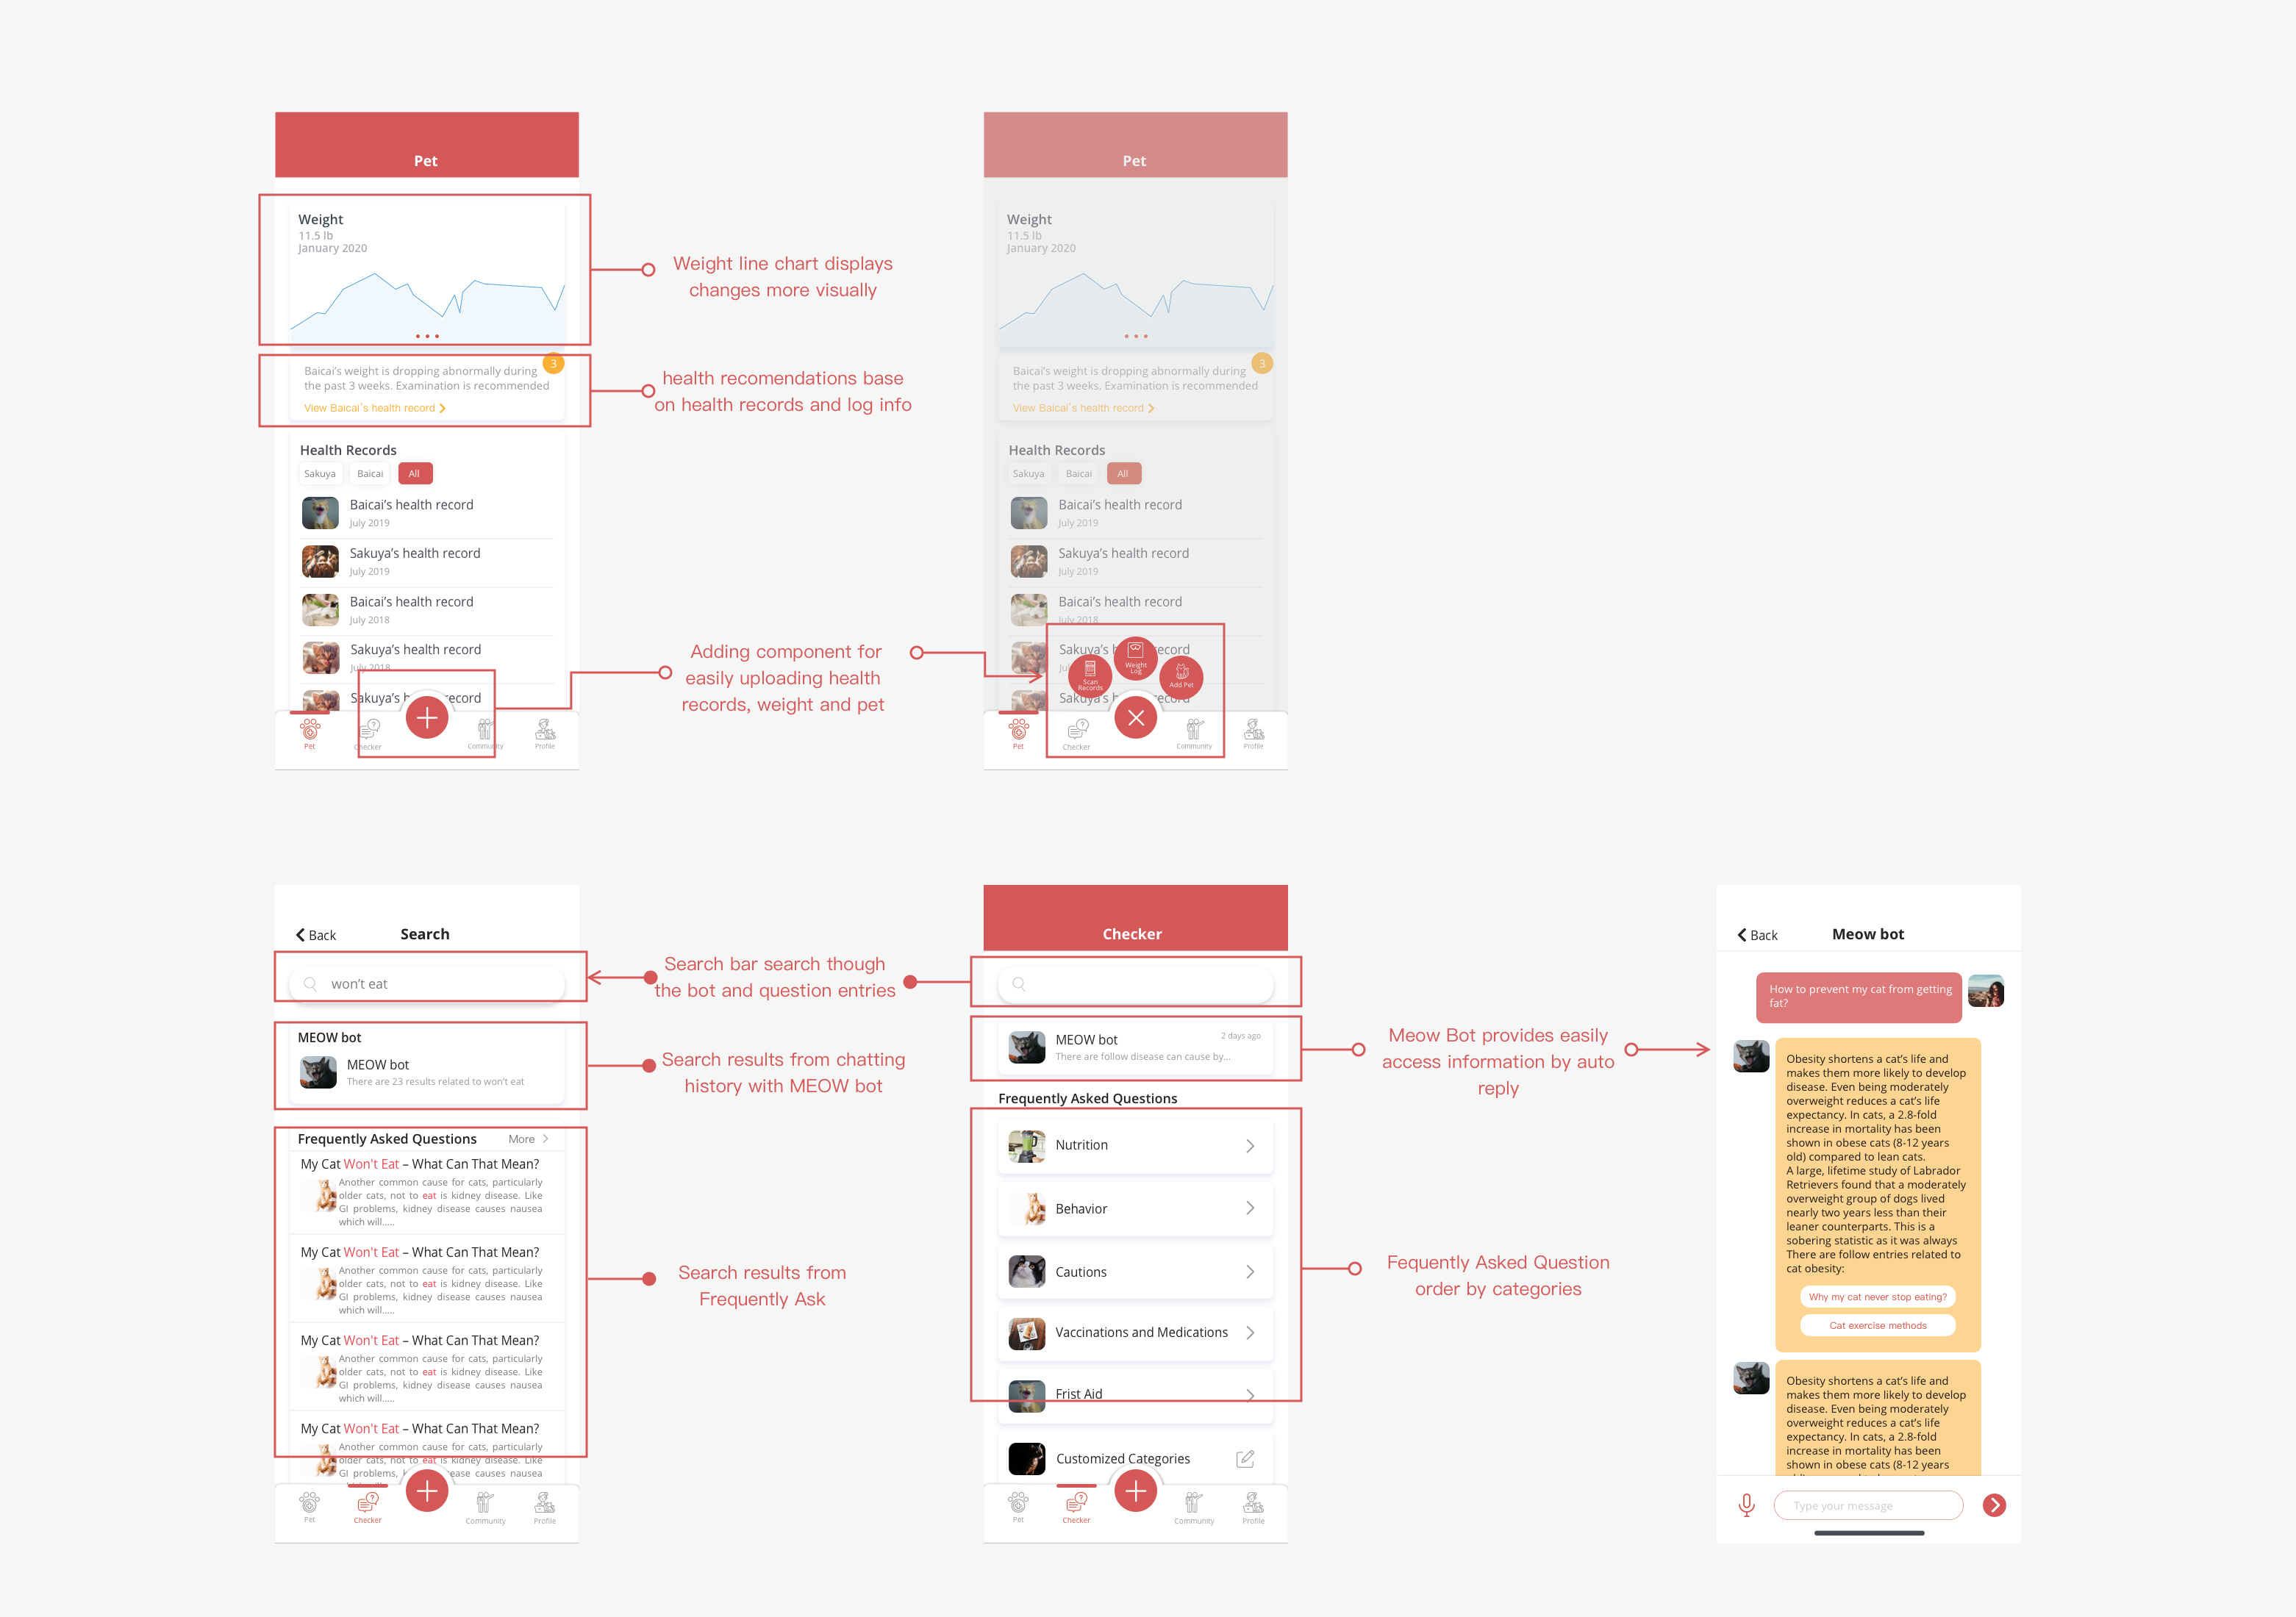 Pet
Weight
11.5 lb
January 2020
3
Baicai's weight is dropping abnormally during
the past 3 weeks. Examination is recommended
View Baicai's health record
Health Records
Sakuya
Baicai
All
Baicai's health record
July 2019
Sakuya's health record
July 2019
Baicai's health record
July 2018
Sakuya's health record
July 2018
Sakuya's h record
Pet
Checker
Community
Profile
Weight line chart displays
changes more visually
health recomendations base
on health records and log info
Adding component for
easily uploading health
records, weight and pet
Pet
Weight
11.5 lb
January 2020
3
Baicai's weight is dropping abnormally during
the past 3 weeks. Examination is recommended
View Baicai's health record
Health Records
Sakuya
Baicai
All
Baicai's health record
July 2019
Sakuya's health record
July 2019
Baicai's health record
July 2018
Sakuya's h record
Scan
Records
Weight
Log
Add Pet
Sakuya's record
Pet
Checker
Community
Profile
Back
Search
won't eat
MEOW bot
MEOW bot
There are 23 results related to won't eat
Frequently Asked Questions
More
My Cat Won't Eat – What Can That Mean?
Another common cause for cats, particularly
older cats, not to eat is kidney disease. Like
GI problems, kidney disease causes nausea
which will.....
My Cat Won't Eat – What Can That Mean?
Another common cause for cats, particularly
older cats, not to eat is kidney disease. Like
GI problems, kidney disease causes nausea
which will.....
My Cat Won't Eat – What Can That Mean?
Another common cause for cats, particularly
older cats, not to eat is kidney disease. Like
GI problems, kidney disease causes nausea
which will.....
My Cat Won't Eat – What Can That Mean?
Another common cause for cats, particularly
older cats, not to eat is kidney disease. Like
GI problems, k ease causes nausea
Pet
Checker
Community
Profile
Search bar search though
the bot and question entries
Search results from chatting
history with MEOW bot
Search results from
Frequently Ask
Checker
MEOW bot
2 days ago
There are follow disease can cause by...
Frequently Asked Questions
Nutrition
Behavior
Cautions
Vaccinations and Medications
Frist Aid
Customized Categories
Pet
Checker
Community
Profile
Meow Bot provides easily
access information by auto
reply
Fequently Asked Question
order by categories
Back
Meow bot
How to prevent my cat from getting
fat?
Obesity shortens a cat's life and
makes them more likely to develop
disease. Even being moderately
overweight reduces a cat's life
expectancy. In cats, a 2.8-fold
increase in mortality has been
shown in obese cats (8-12 years
old) compared to lean cats.
A large, lifetime study of Labrador
Retrievers found that a moderately
overweight group of dogs lived
nearly two years less than their
leaner counterparts. This is a
sobering statistic as it was always
There are follow entries related to
cat obesity:
Why my cat never stop eating?
Cat exercise methods
Obesity shortens a cat's life and
makes them more likely to develop
disease. Even being moderately
overweight reduces a cat's life
expectancy. In cats, a 2.8-fold
increase in mortality has been
shown in obese cats (8-12 years
Type your message